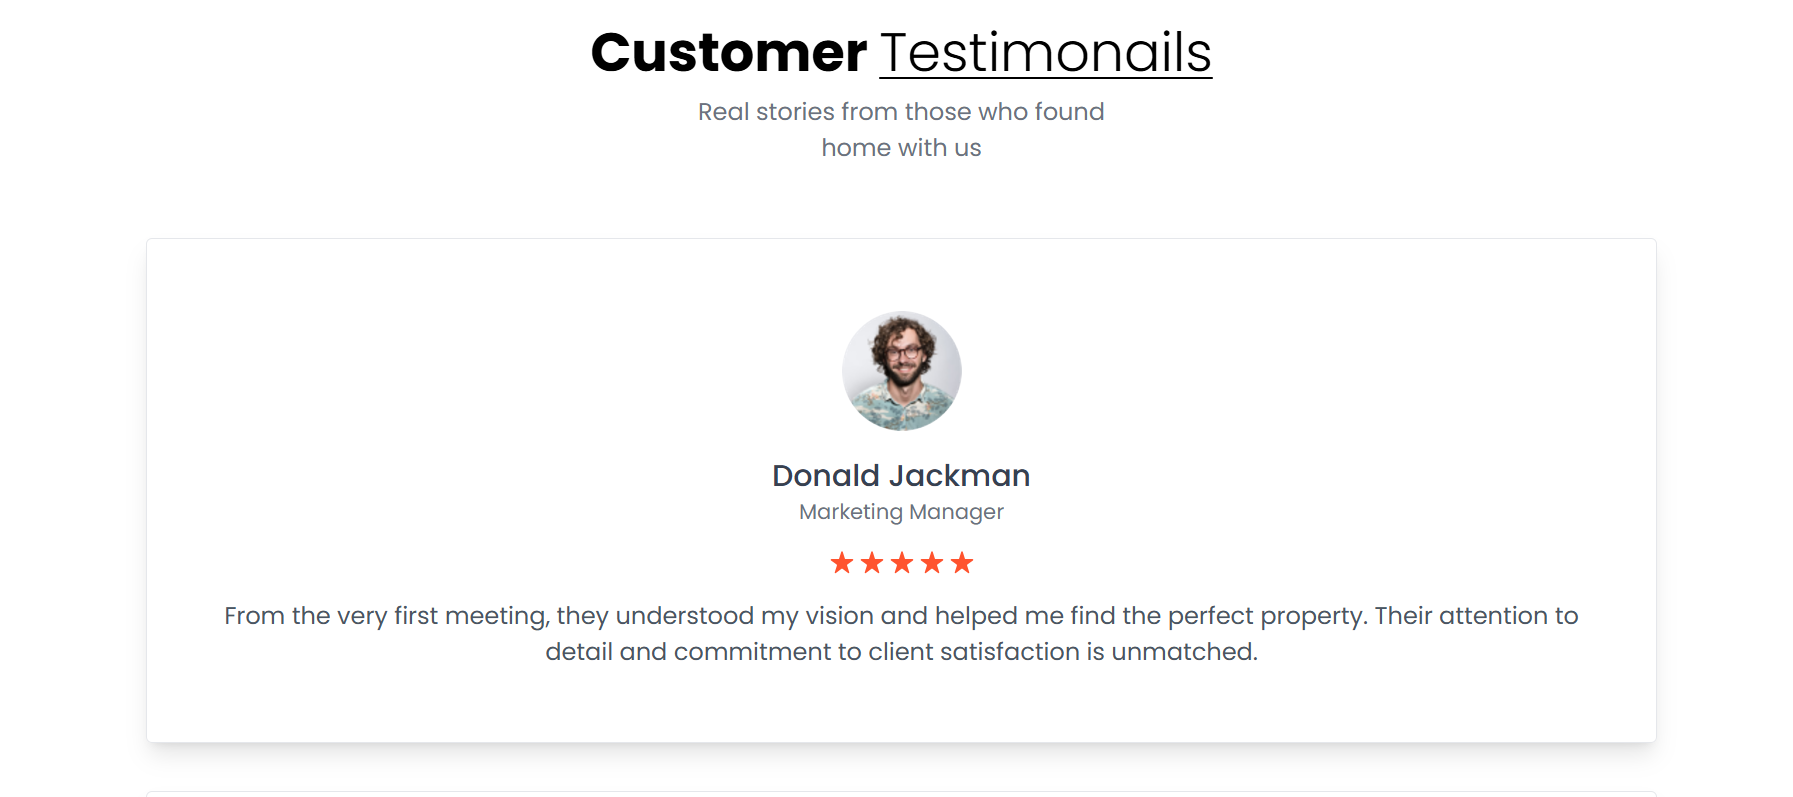 Customer Testimonails
Real stories from those who found
home with us
Donald Jackman
Marketing Manager
From the very first meeting, they understood my vision and helped me find the perfect property. Their attention to
detail and commitment to client satisfaction is unmatched.